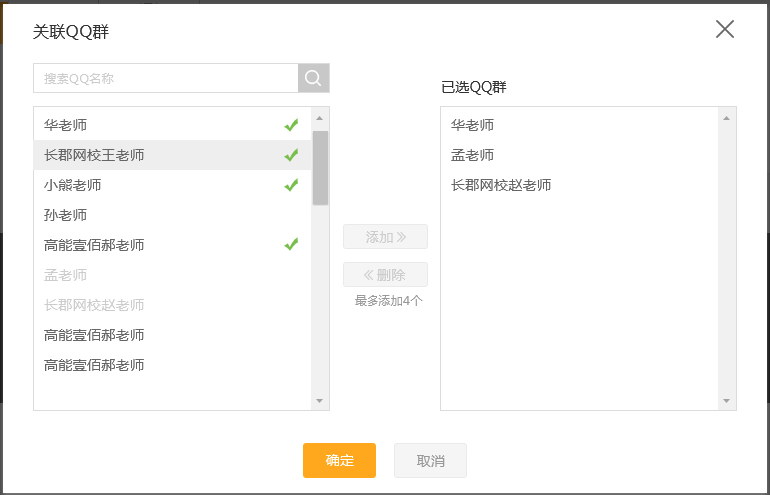 关联QQ群
搜索QQ名称
已选QQ群
华老师
长郡网校王老师
小熊老师
孙老师
高能壹佰郝老师
孟老师
长郡网校赵老师
高能壹佰郝老师
高能壹佰郝老师
添加
删除
最多添加4个
华老师
孟老师
长郡网校赵老师
确定
取消